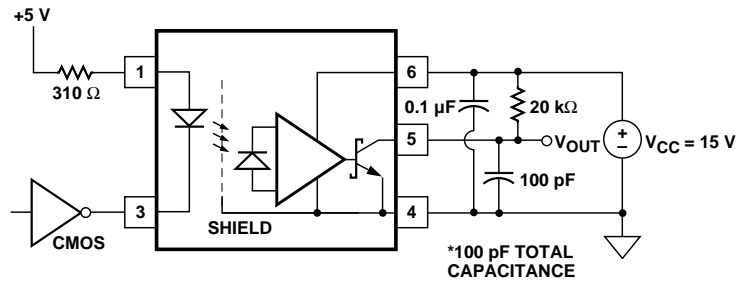 +5 V
310 Ω
1
3
CMOS
SHIELD
6
5
4
0.1 µF
20 kΩ
VOUT
VCC = 15 V
100 pF
*100 pF TOTAL
CAPACITANCE
+
−